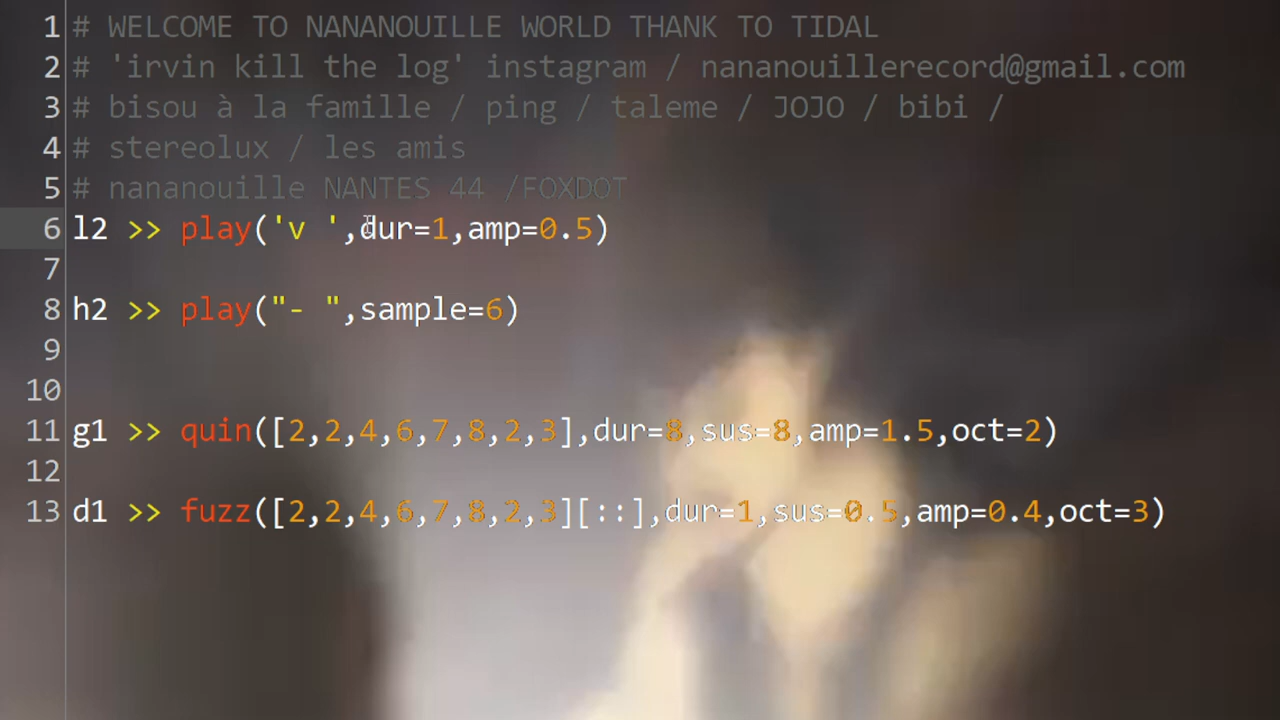 1 # WELCOME TO NANANOUILLE WORLD THANK TO TIDAL
2 # 'irvin kill the log' instagram / nananouillerecord@gmail.com
3 # bisou à la famille / ping / taleme / JOJO / bibi /
4 # stereolux / les amis
5 # nananouille NANTES 44 /FOXDOT
6 l2 >> play('v ',dur=1,amp=0.5)
7
8 h2 >> play("- ",sample=6)
9
10
11 g1 >> quin([2,2,4,6,7,8,2,3],dur=8,sus=8,amp=1.5,oct=2)
12
13 d1 >> fuzz([2,2,4,6,7,8,2,3][::],dur=1,sus=0.5,amp=0.4,oct=3)